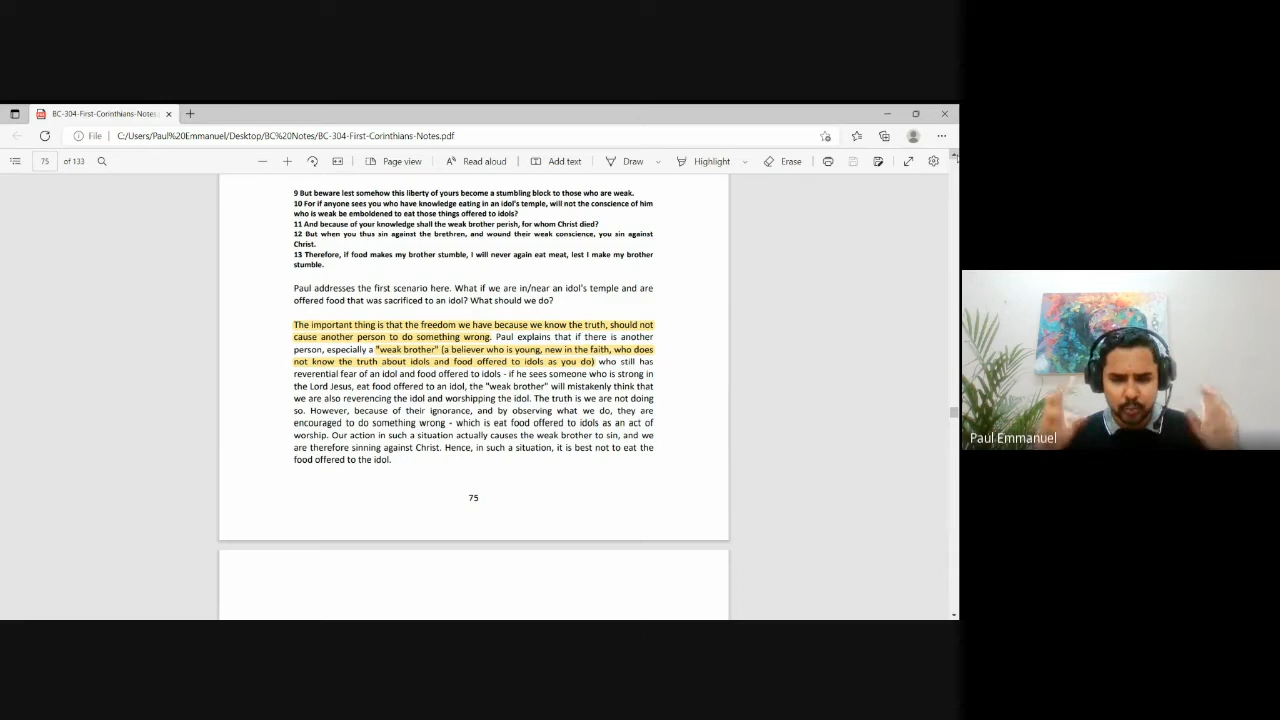 BC-304-First-Corinthians-Notes.
File C:/Users/Paul%20Emmanuel/Desktop/BC%20Notes/BC-304-First-Corinthians-Notes.pdf
75 of 133 Page view Read aloud Add text Draw Highlight Erase
9 But beware lest somehow this liberty of yours become a stumbling block to those who are weak.
10 For if anyone sees you who have knowledge eating in an idol's temple, will not the conscience of him
who is weak be emboldened to eat those things offered to idols?
11 And because of your knowledge shall the weak brother perish, for whom Christ died?
12 But when you thus sin against the brethren, and wound their weak conscience, you sin against
Christ.
13 Therefore, if food makes my brother stumble, I will never again eat meat, lest I make my brother
stumble.
Paul addresses the first scenario here. What if we are in/near an idol's temple and are
offered food that was sacrificed to an idol? What should we do?
The important thing is that the freedom we have because we know the truth, should not
cause another person to do something wrong. Paul explains that if there is another
person, especially a "weak brother" (a believer who is young, new in the faith, who does
not know the truth about idols and food offered to idols as you do) who still has
reverential fear of an idol and food offered to idols - if he sees someone who is strong in
the Lord Jesus, eat food offered to an idol, the "weak brother" will mistakenly think that
we are also reverencing the idol and worshipping the idol. The truth is we are not doing
so. However, because of their ignorance, and by observing what we do, they are
encouraged to do something wrong - which is eat food offered to idols as an act of
worship. Our action in such a situation actually causes the weak brother to sin, and we
are therefore sinning against Christ. Hence, in such a situation, it is best not to eat the
food offered to the idol.
75
Paul Emmanuel